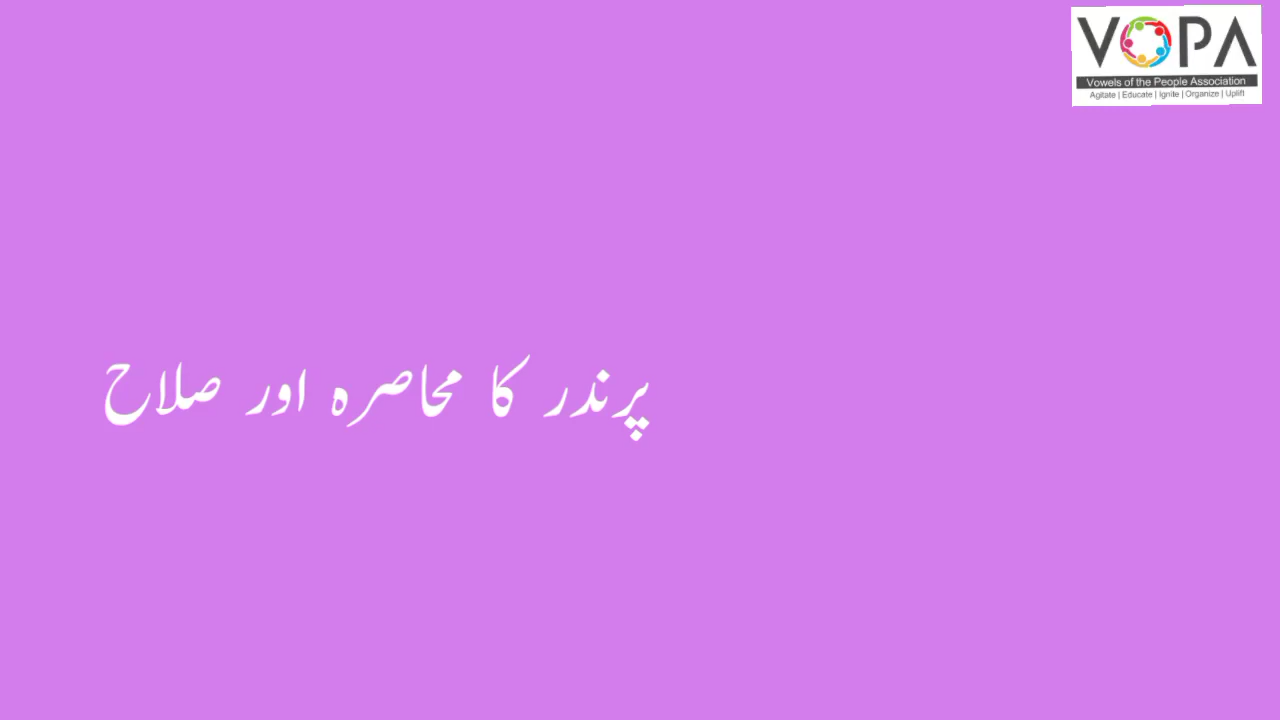 VOPA
Vowels of the People Association
Agitate | Educate | Ignite | Organize | Uplift
پرندر کا محاصرہ اور صلاح